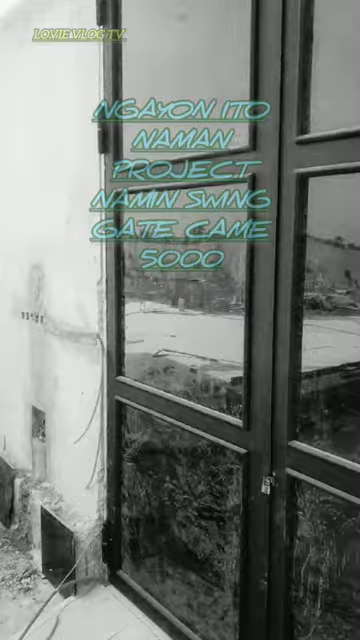 LOVIE VLOG TV.
NGAYON ITO
NAMAN
PROJECT
NAMIN SWING
GATE CAME
5000